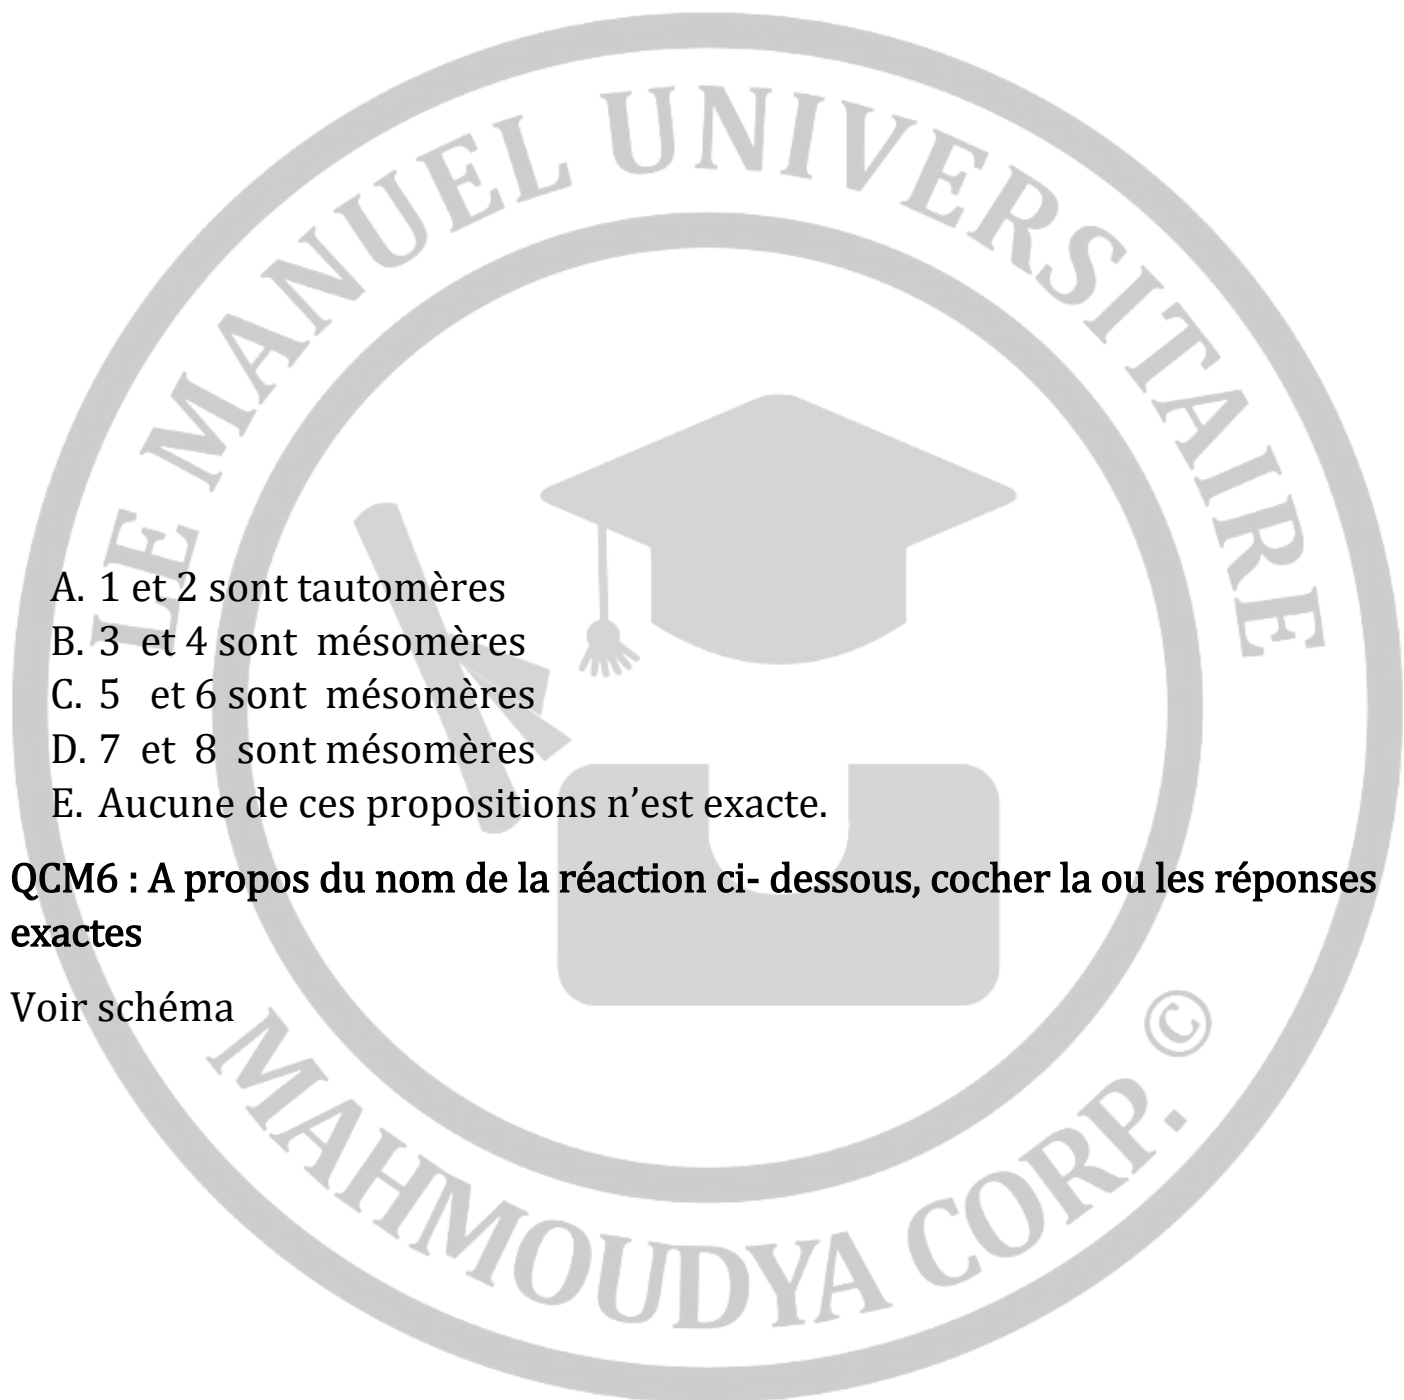 LE MANUEL UNIVERSITAIRE
A. 1 et 2 sont tautomères
B. 3 et 4 sont mésomères
C. 5 et 6 sont mésomères
D. 7 et 8 sont mésomères
E. Aucune de ces propositions n’est exacte.
QCM6 : A propos du nom de la réaction ci- dessous, cocher la ou les réponses
exactes
Voir schéma
MAHMOUDYA CORP. ©